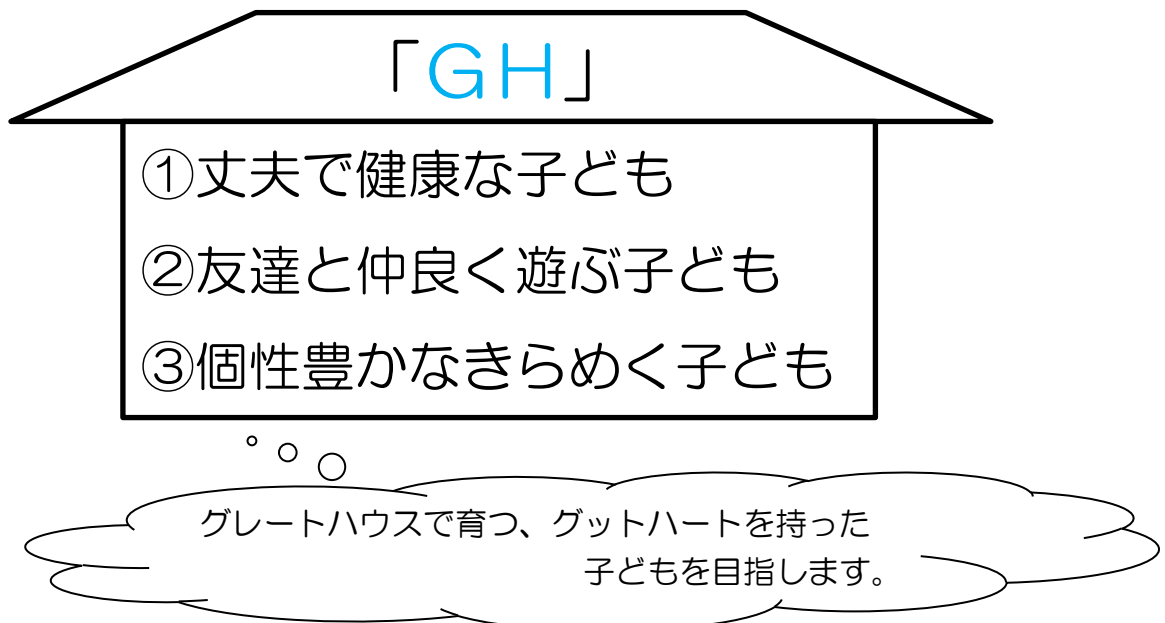 「GH」
①丈夫で健康な子ども
②友達と仲良く遊ぶ子ども
③個性豊かなきらめく子ども
グレートハウスで育つ、グットハートを持った
子どもを目指します。